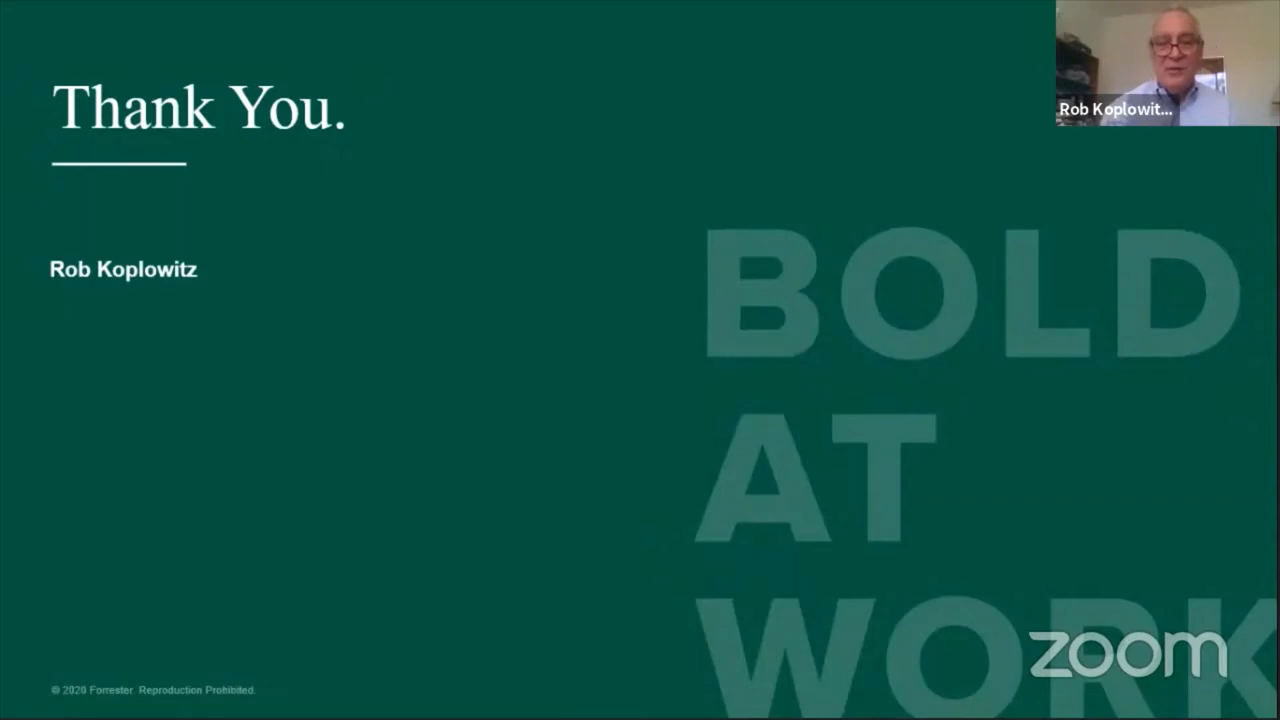 Thank You.
Rob Koplowit...
Rob Koplowitz
BOLD
AT
WORK
zoom
© 2020 Forrester. Reproduction Prohibited.